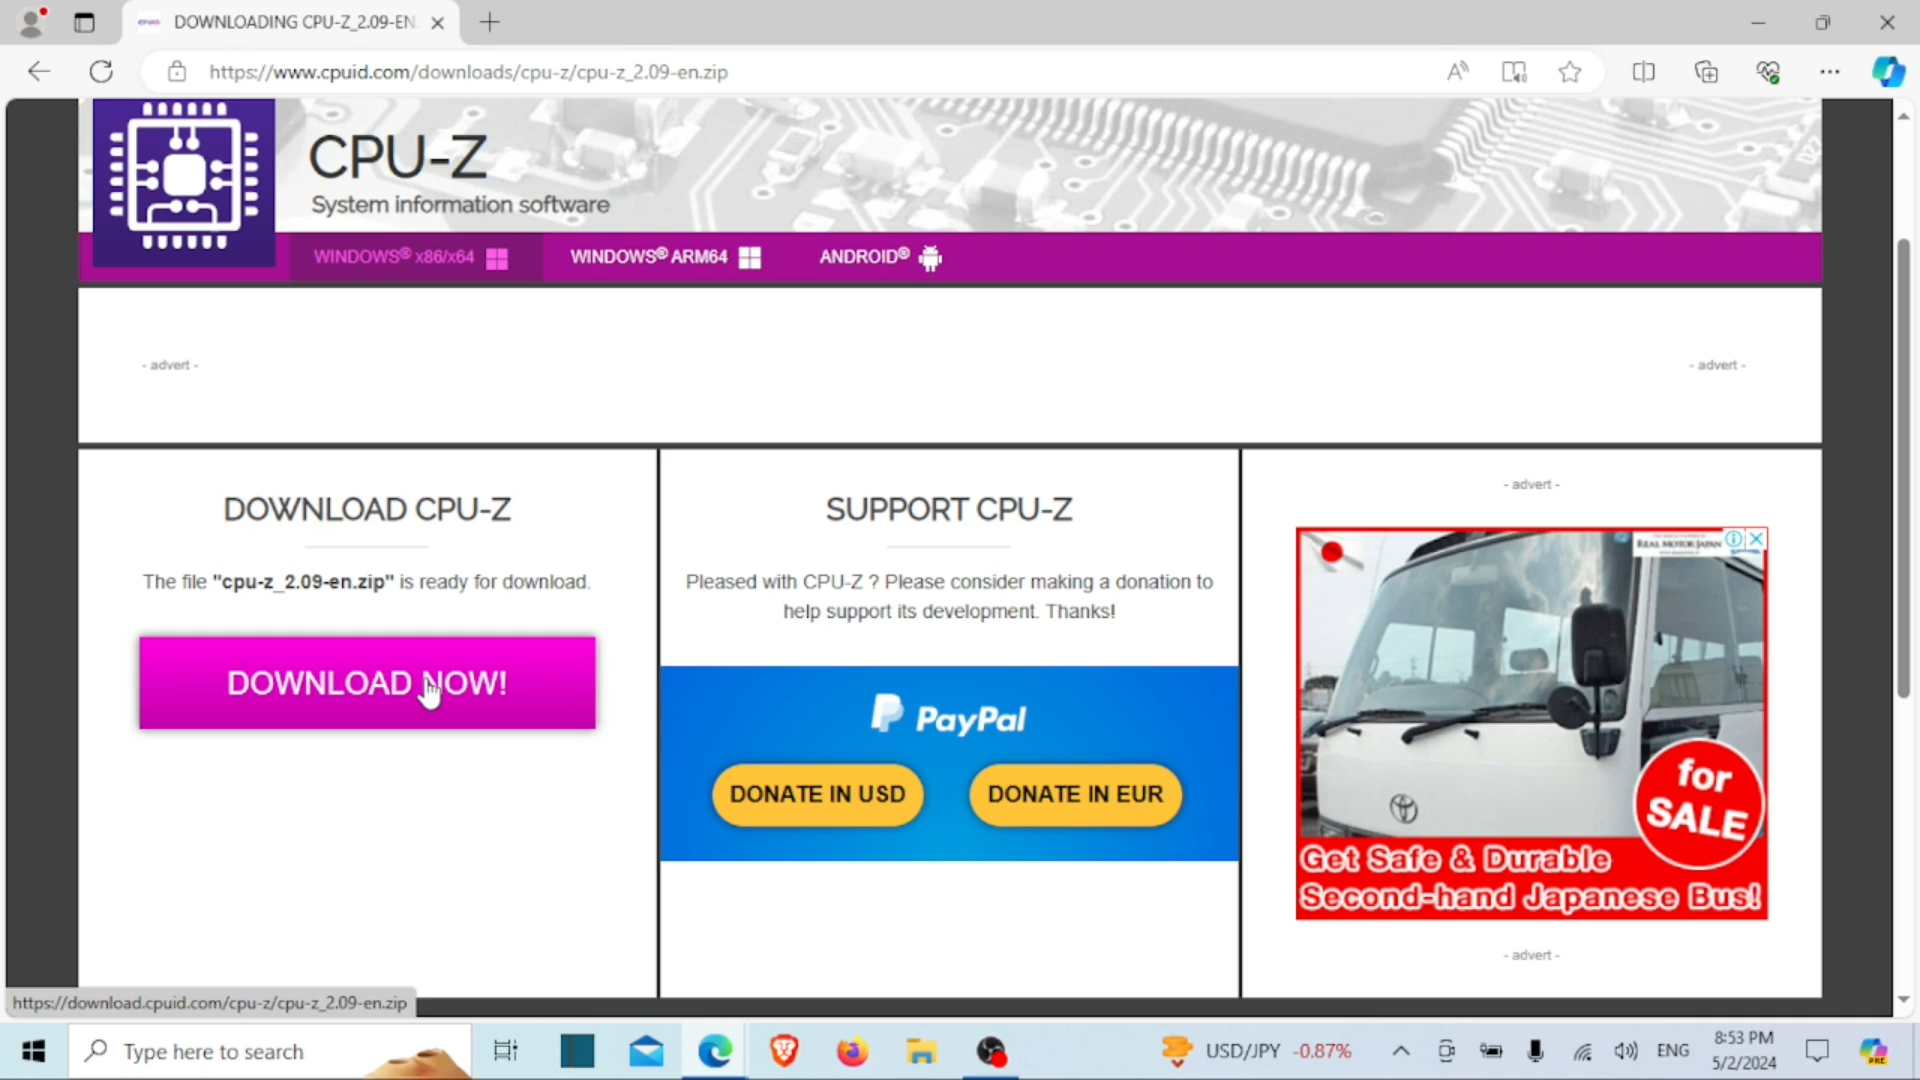 DOWNLOADING CPU-Z_2.09-EN
https://www.cpuid.com/downloads/cpu-z/cpu-z_2.09-en.zip
CPU-Z
System information software
WINDOWS® x86/x64
WINDOWS® ARM64
ANDROID®
- advert -
- advert -
DOWNLOAD CPU-Z
The file "cpu-z_2.09-en.zip" is ready for download.
DOWNLOAD NOW!
SUPPORT CPU-Z
Pleased with CPU-Z ? Please consider making a donation to
help support its development. Thanks!
PayPal
DONATE IN USD
DONATE IN EUR
- advert -
REAL MOTOR JAPAN
for
SALE
Get Safe & Durable
Second-hand Japanese Bus!
- advert -
https://download.cpuid.com/cpu-z/cpu-z_2.09-en.zip
Type here to search
USD/JPY -0.87%
ENG
8:53 PM
5/2/2024
PRE